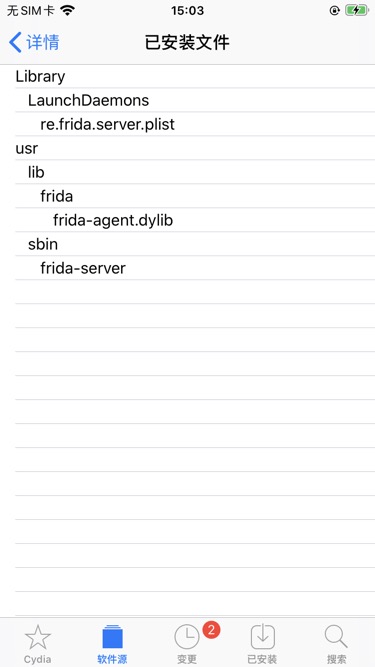 无SIM卡 15:03
详情 已安装文件
Library
LaunchDaemons
re.frida.server.plist
usr
lib
frida
frida-agent.dylib
sbin
frida-server
2
Cydia 软件源 变更 已安装 搜索